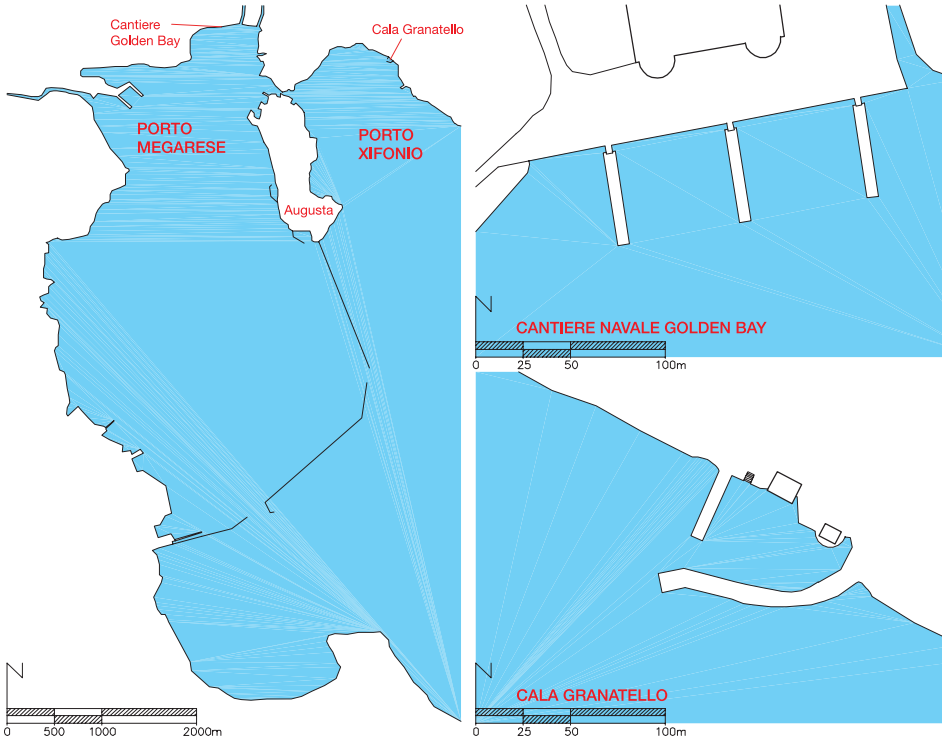 Cantiere
Golden Bay
Cala Granatello
PORTO
MEGARESE
PORTO
XIFONIO
Augusta
N
0 500 1000 2000m
N
CANTIERE NAVALE GOLDEN BAY
0 25 50 100m
N
CALA GRANATELLO
0 25 50 100m